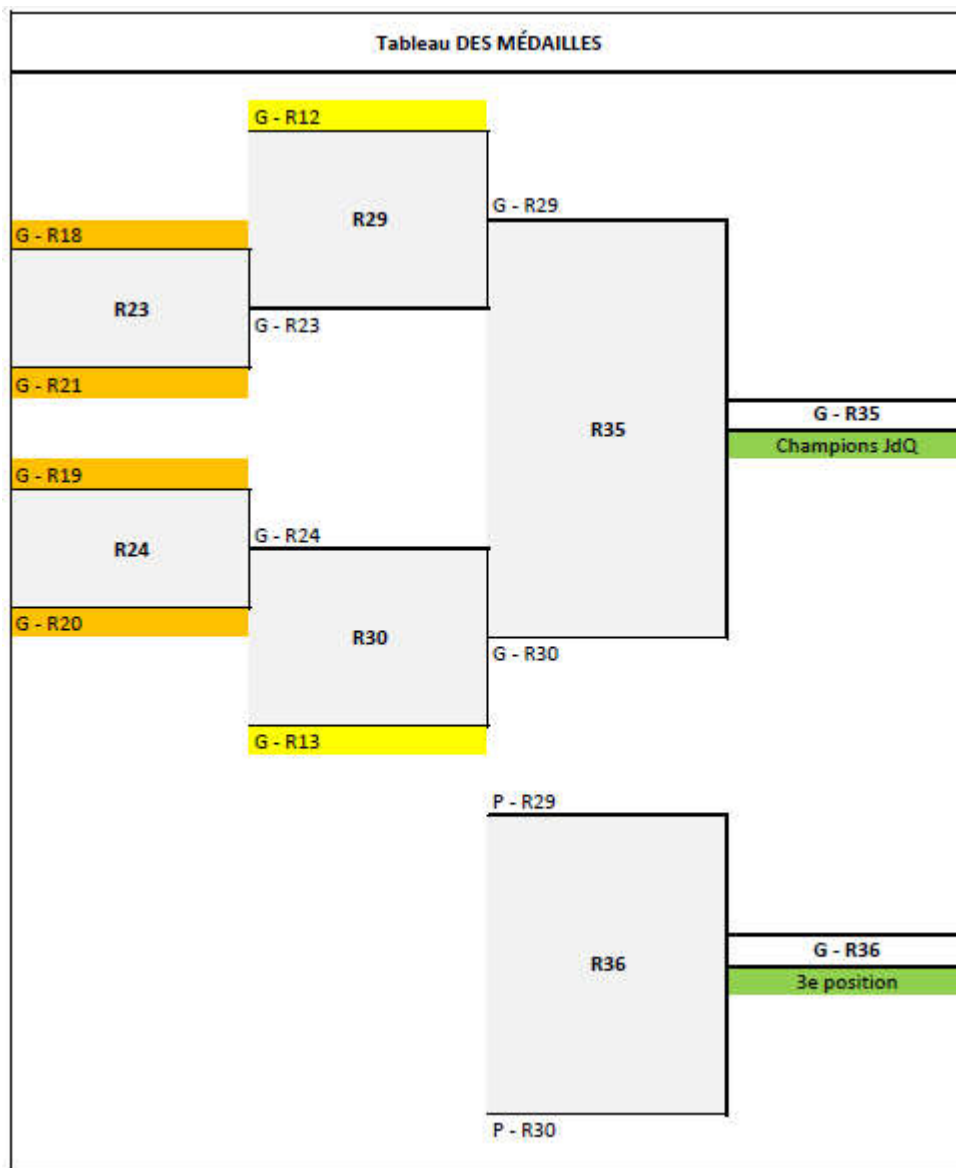 Tableau DES MÉDAILLES
G - R12
R29
G - R29
G - R18
R23
G - R23
G - R21
R35
G - R35
Champions JdQ
G - R19
G - R24
R24
G - R20
R30
G - R30
G - R13
P - R29
R36
G - R36
3e position
P - R30